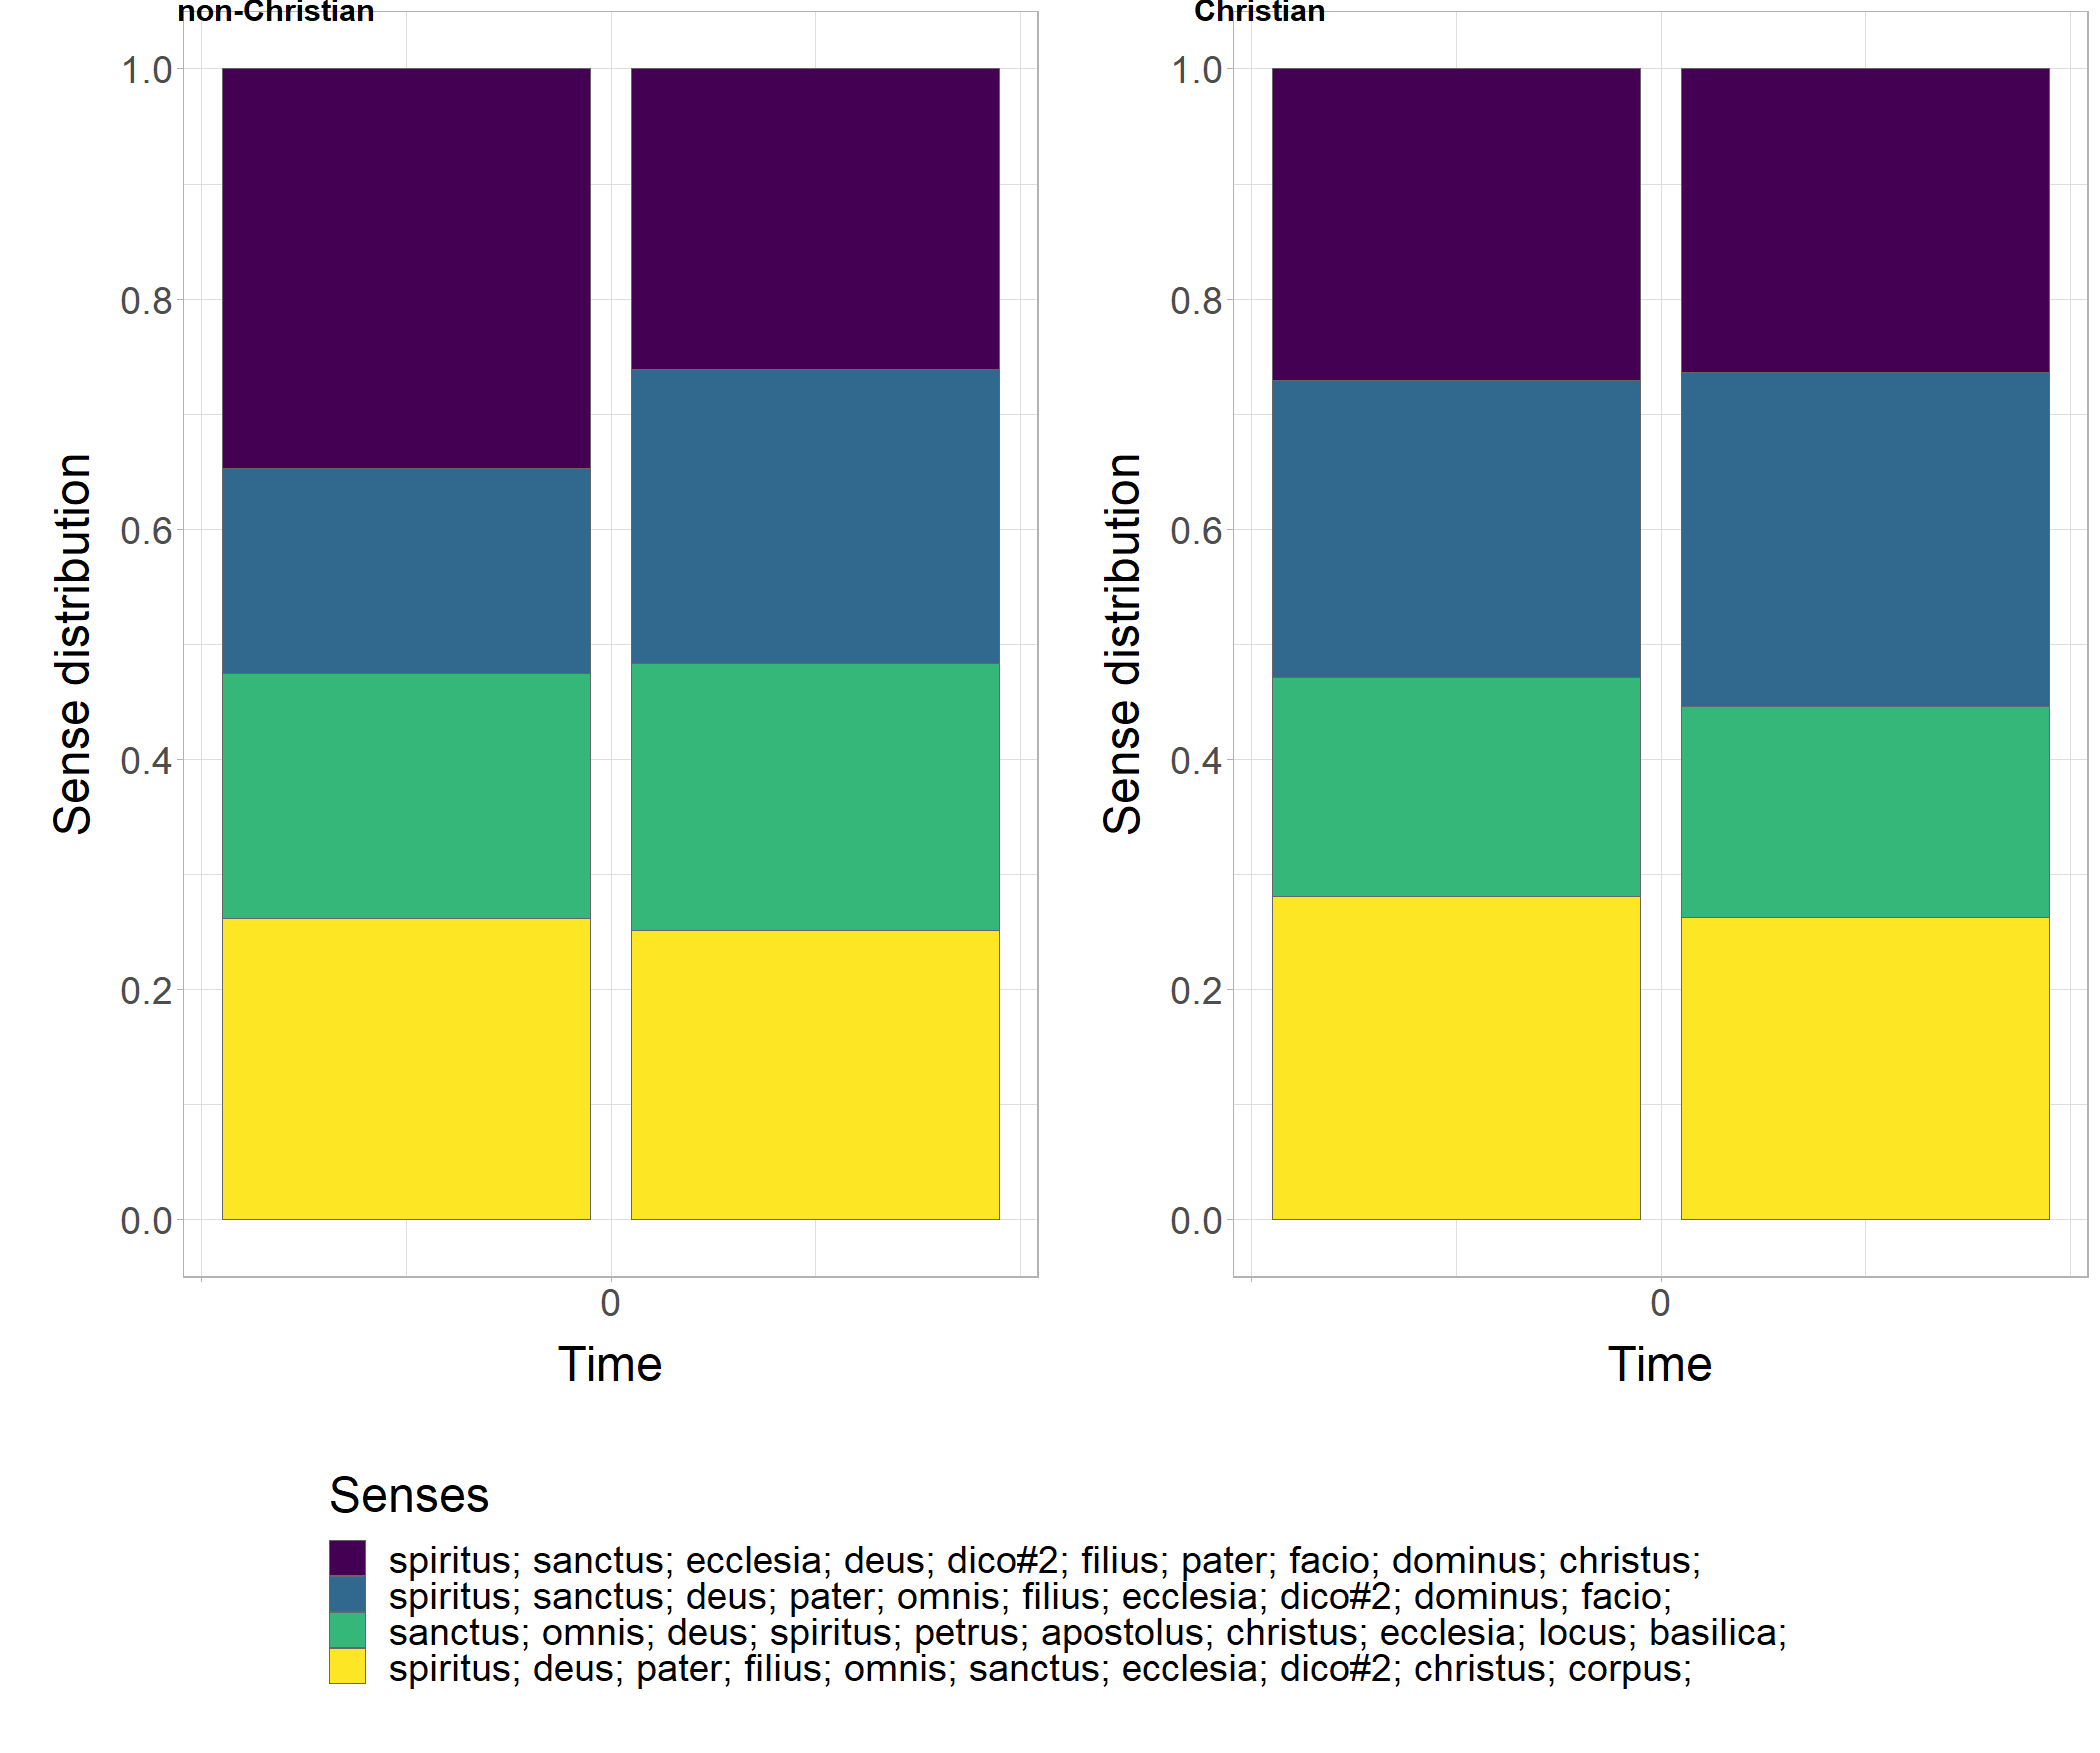 non-Christian
Christian
1.0
0.8
0.6
0.4
0.2
0.0
Sense distribution
0
Time
1.0
0.8
0.6
0.4
0.2
0.0
Sense distribution
0
Time
Senses
spiritus; sanctus; ecclesia; deus; dico#2; filius; pater; facio; dominus; christus;
spiritus; sanctus; deus; pater; omnis; filius; ecclesia; dico#2; dominus; facio;
sanctus; omnis; deus; spiritus; petrus; apostolus; christus; ecclesia; locus; basilica;
spiritus; deus; pater; filius; omnis; sanctus; ecclesia; dico#2; christus; corpus;